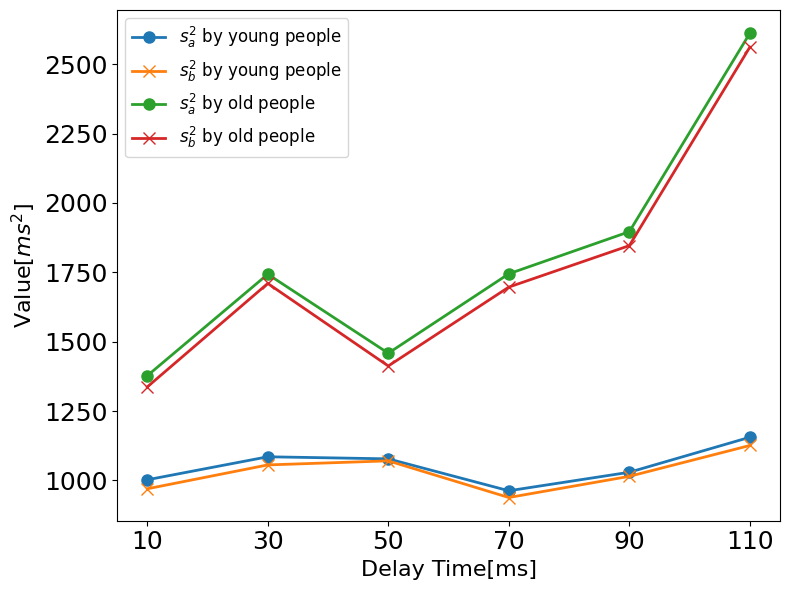 $s_a^2$ by young people
$s_b^2$ by young people
$s_a^2$ by old people
$s_b^2$ by old people
Value[$ms^2$]
2500
2250
2000
1750
1500
1250
1000
10 30 50 70 90 110
Delay Time[ms]